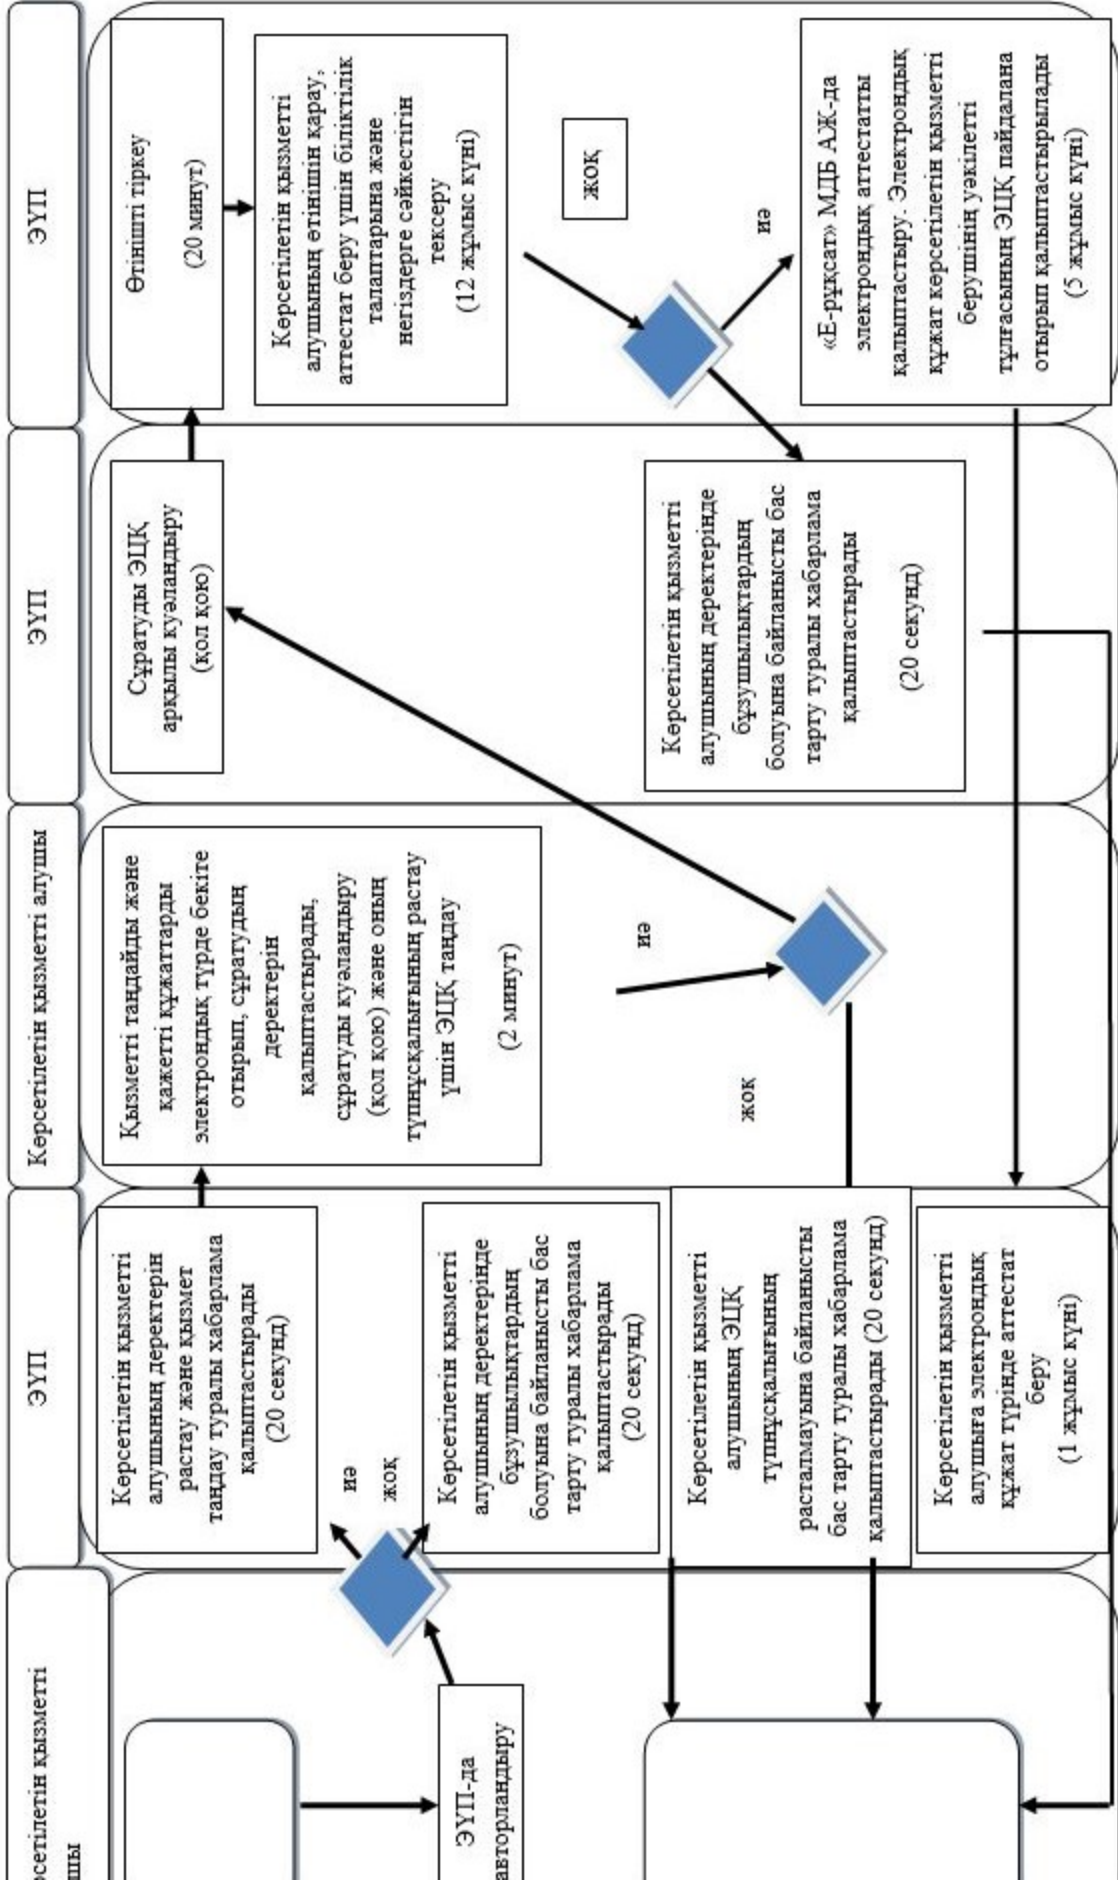 рсетілетін қызметті
шы
ЭҮП
Көрсетілетін қызметті алушы
ЭҮП
ЭҮП
ЭҮП-да
авторландыру
Көрсетілетін қызметті
алушының деректерін
растау және қызмет
таңдау туралы хабарлама
қалыптастырады
(20 секунд)
иә
жоқ
Көрсетілетін қызметті
алушының деректерінде
бұзушылықтардың
болуына байланысты бас
тарту туралы хабарлама
қалыптастырады
(20 секунд)
Көрсетілетін қызметті
алушының ЭЦҚ
түпнұсқалығының
расталмауына байланысты
бас тарту туралы хабарлама
қалыптастырады (20 секунд)
Көрсетілетін қызметті
алушыға электрондық
құжат түрінде аттестат
беру
(1 жұмыс күні)
Қызметті таңдайды және
қажетті құжаттарды
электрондық түрде бекіте
отырып, сұратудың
деректерін
қалыптастырады,
сұратуды куәландыру
(қол қою) және оның
түпнұсқалығының растау
үшін ЭЦҚ таңдау
(2 минут)
иә
жоқ
Сұратуды ЭЦҚ
арқылы куәландыру
(қол қою)
Көрсетілетін қызметті
алушының деректерінде
бұзушылықтардың
болуына байланысты бас
тарту туралы хабарлама
қалыптастырады
(20 секунд)
Өтінішті тіркеу
(20 минут)
Көрсетілетін қызметті
алушының өтінішін қарау,
аттестат беру үшін біліктілік
талаптарына және
негіздерге сәйкестігін
тексеру
(12 жұмыс күні)
жоқ
иә
«Е-рұқсат» МДБ АЖ-да
электрондық аттестатты
қалыптастыру. Электрондық
құжат көрсетілетін қызметті
берушінің уәкілетті
тұлғасының ЭЦҚ пайдалана
отырып қалыптастырылады
(5 жұмыс күні)